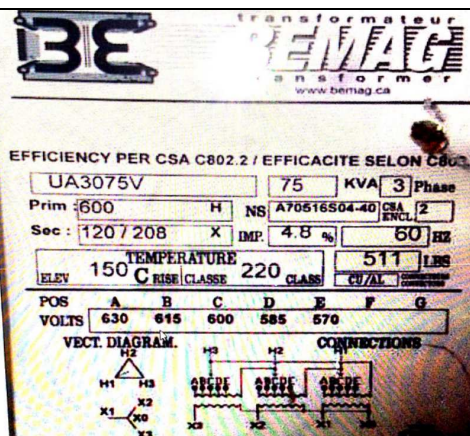 transformateur
BE BEMAG
transformer
www.bemag.ca
EFFICIENCY PER CSA C802.2 / EFFICACITE SELON C802
UA3075V 75 KVA 3 Phase
Prim : 600 H NS A70516S04-40 CSA ENCL 2
Sec : 120 / 208 X IMP. 4.8 % 60 HZ
TEMPERATURE 511 LBS
ELEV 150 C RISE CLASSE 220 CLASS CU/AL
POS A B C D E F G
VOLTS 630 615 600 585 570
VECT. DIAGRAM. CONNECTIONS
H2 H3 H2 H1
H1 H3 ABCDE ABCDE ABCDE
X2
X1 X0 X3 X2 X1 X0
X3